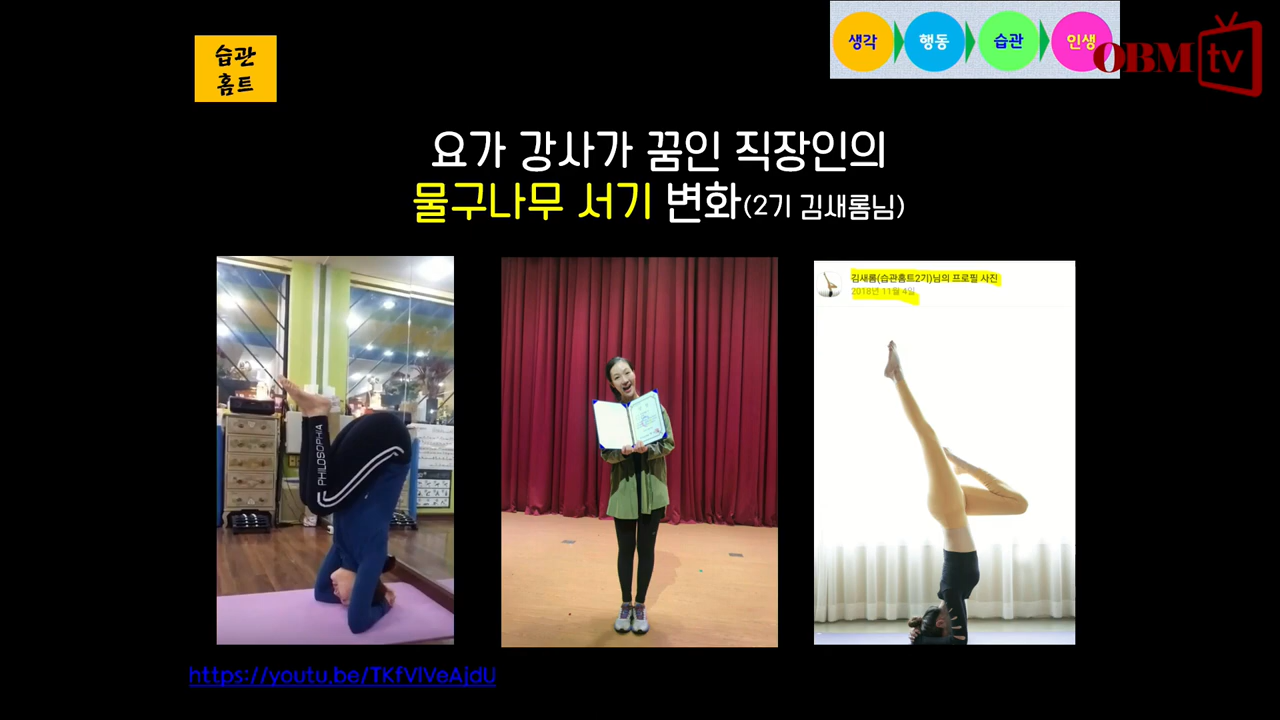 습관
홈트
생각
행동
습관
인생
OBM tv
요가 강사가 꿈인 직장인의
물구나무 서기 변화(2기 김새롬님)
김새롬(습관홈트2기)님의 프로필 사진
2018년 11월 4일
PHILOSOPHIA
https://youtu.be/TKfVlVeAjdU